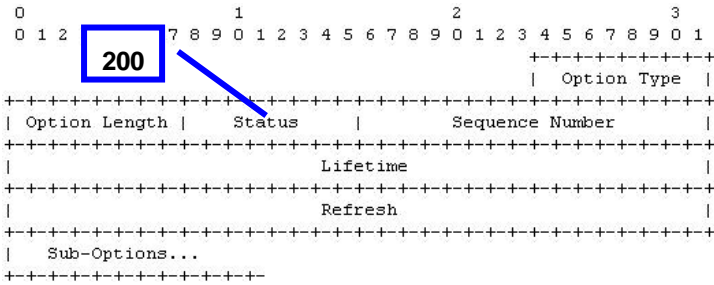 0 1 2 3
0 1 2 7 8 9 0 1 2 3 4 5 6 7 8 9 0 1 2 3 4 5 6 7 8 9 0 1
200
+-+-+-+-+-+-+-+-+
| Option Type |
+-+-+-+-+-+-+-+-+-+-+-+-+-+-+-+-+-+-+-+-+-+-+-+-+-+-+-+-+-+-+-+-+
| Option Length | Status | Sequence Number |
+-+-+-+-+-+-+-+-+-+-+-+-+-+-+-+-+-+-+-+-+-+-+-+-+-+-+-+-+-+-+-+-+
| Lifetime |
+-+-+-+-+-+-+-+-+-+-+-+-+-+-+-+-+-+-+-+-+-+-+-+-+-+-+-+-+-+-+-+-+
| Refresh |
+-+-+-+-+-+-+-+-+-+-+-+-+-+-+-+-+-+-+-+-+-+-+-+-+-+-+-+-+-+-+-+-+
| Sub-Options...
+-+-+-+-+-+-+-+-+-+-+-+-